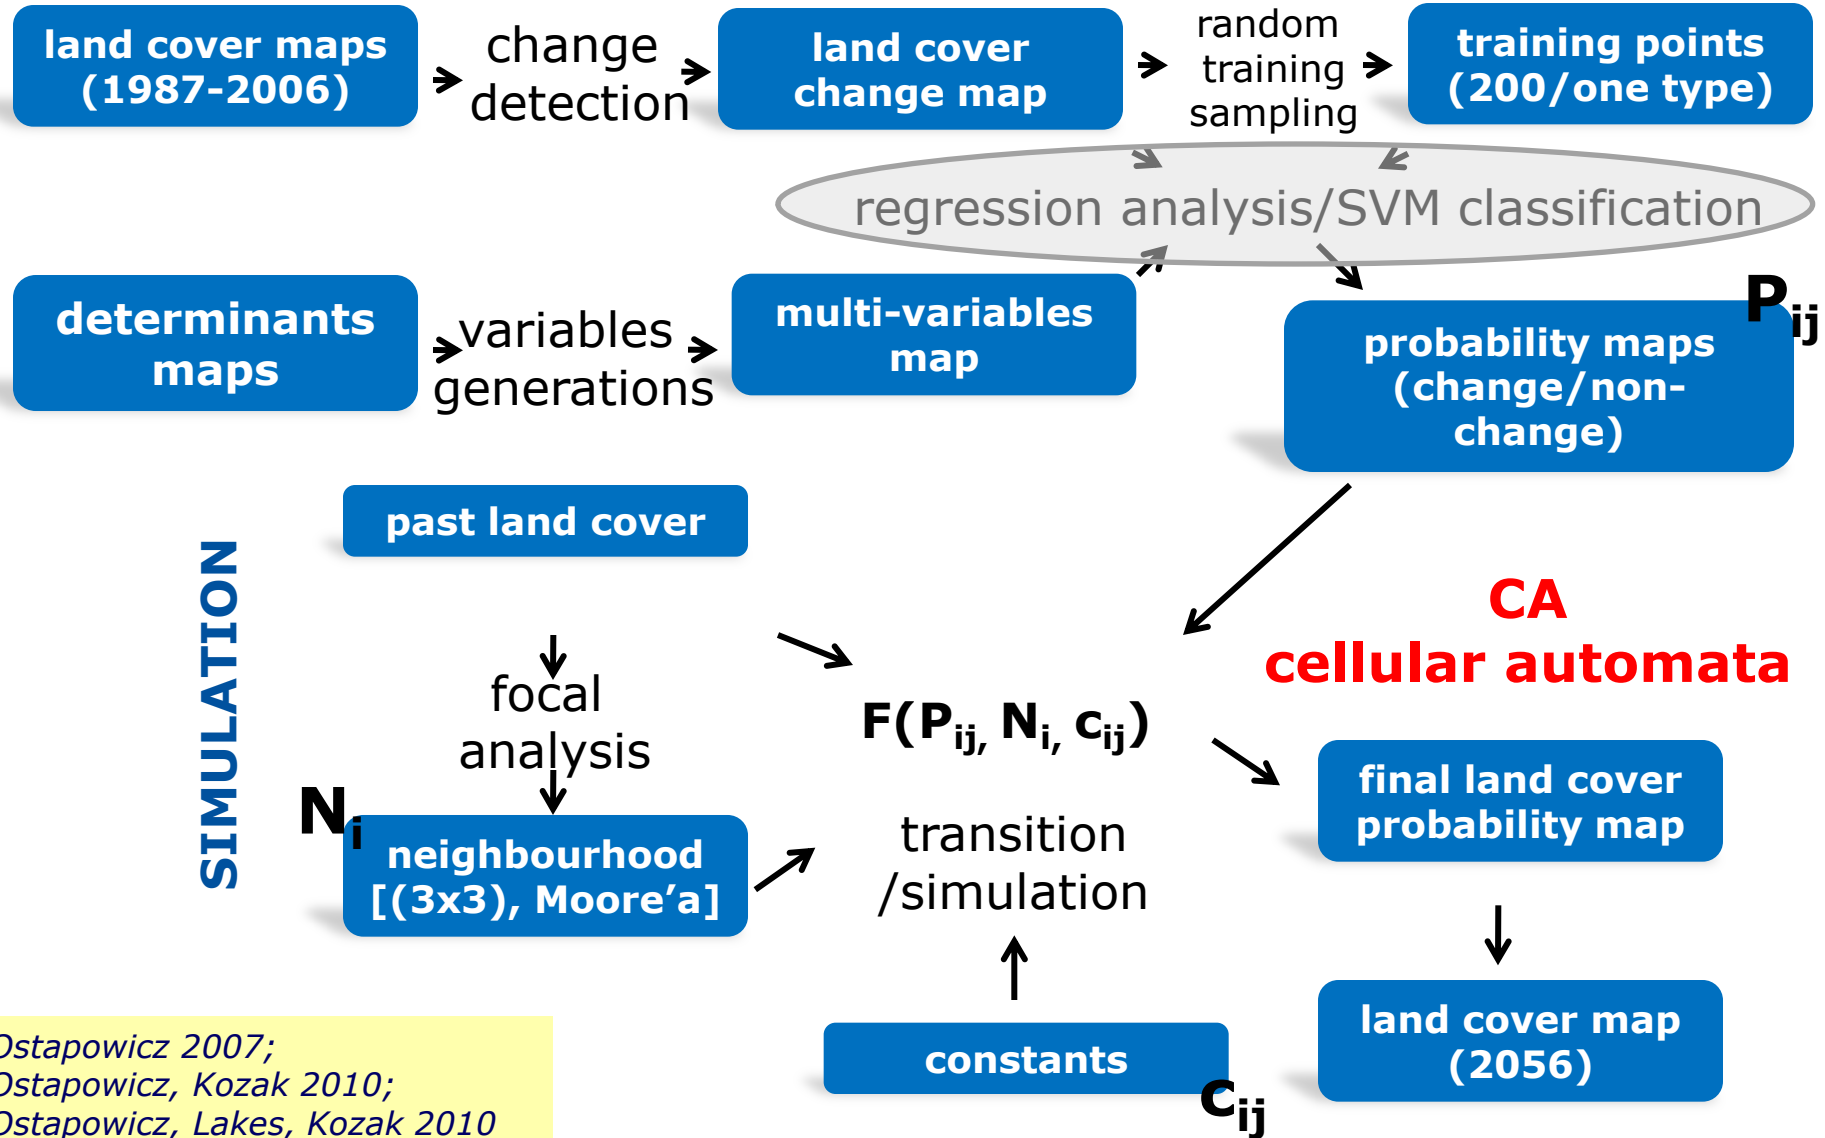 land cover maps
(1987-2006)
change
detection
land cover
change map
random
training
sampling
training points
(200/one type)
regression analysis/SVM classification
determinants
maps
variables
generations
multi-variables
map
Pij
probability maps
(change/non-
change)
SIMULATION
past land cover
focal
analysis
Ni
neighbourhood
[(3x3), Moore’a]
F(Pij, Ni, cij)
transition
/simulation
constants
cij
CA
cellular automata
final land cover
probability map
land cover map
(2056)
Ostapowicz 2007;
Ostapowicz, Kozak 2010;
Ostapowicz, Lakes, Kozak 2010